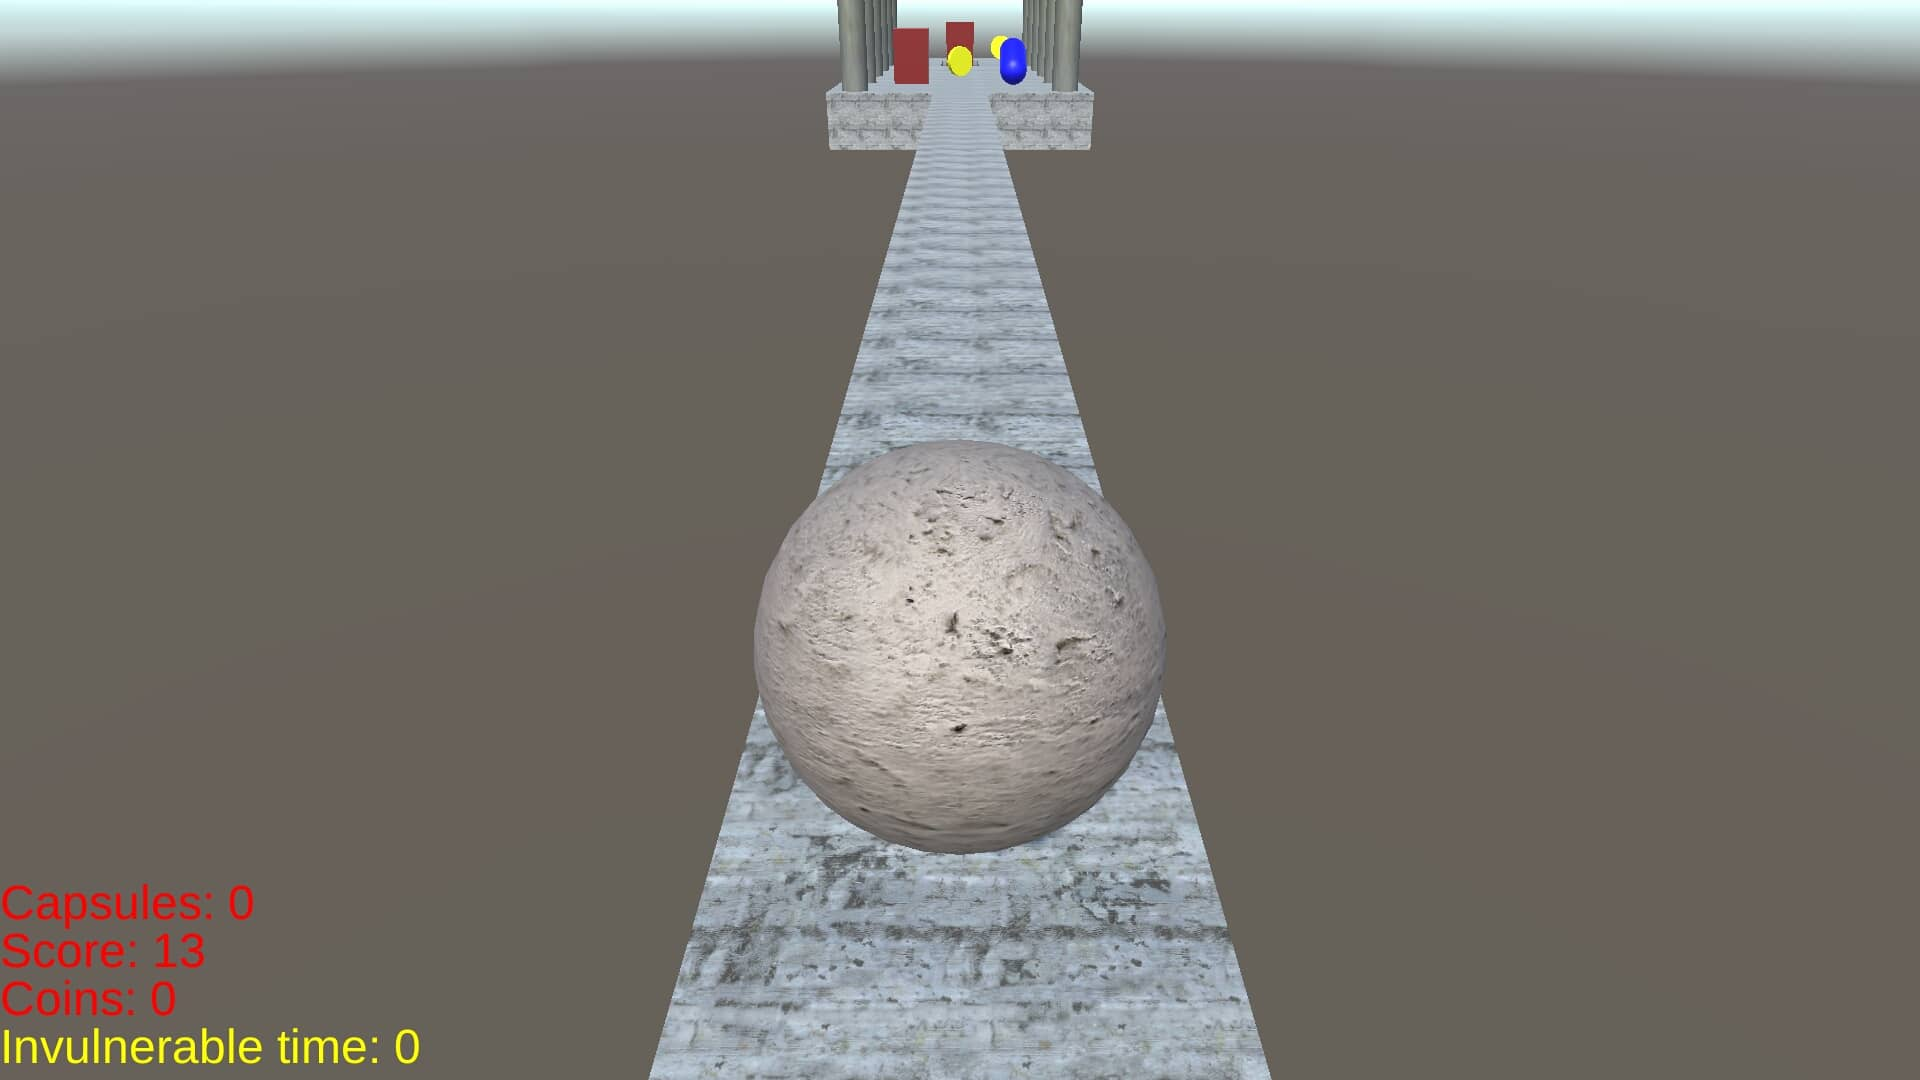 Capsules: 0
Score: 13
Coins: 0
Invulnerable time: 0